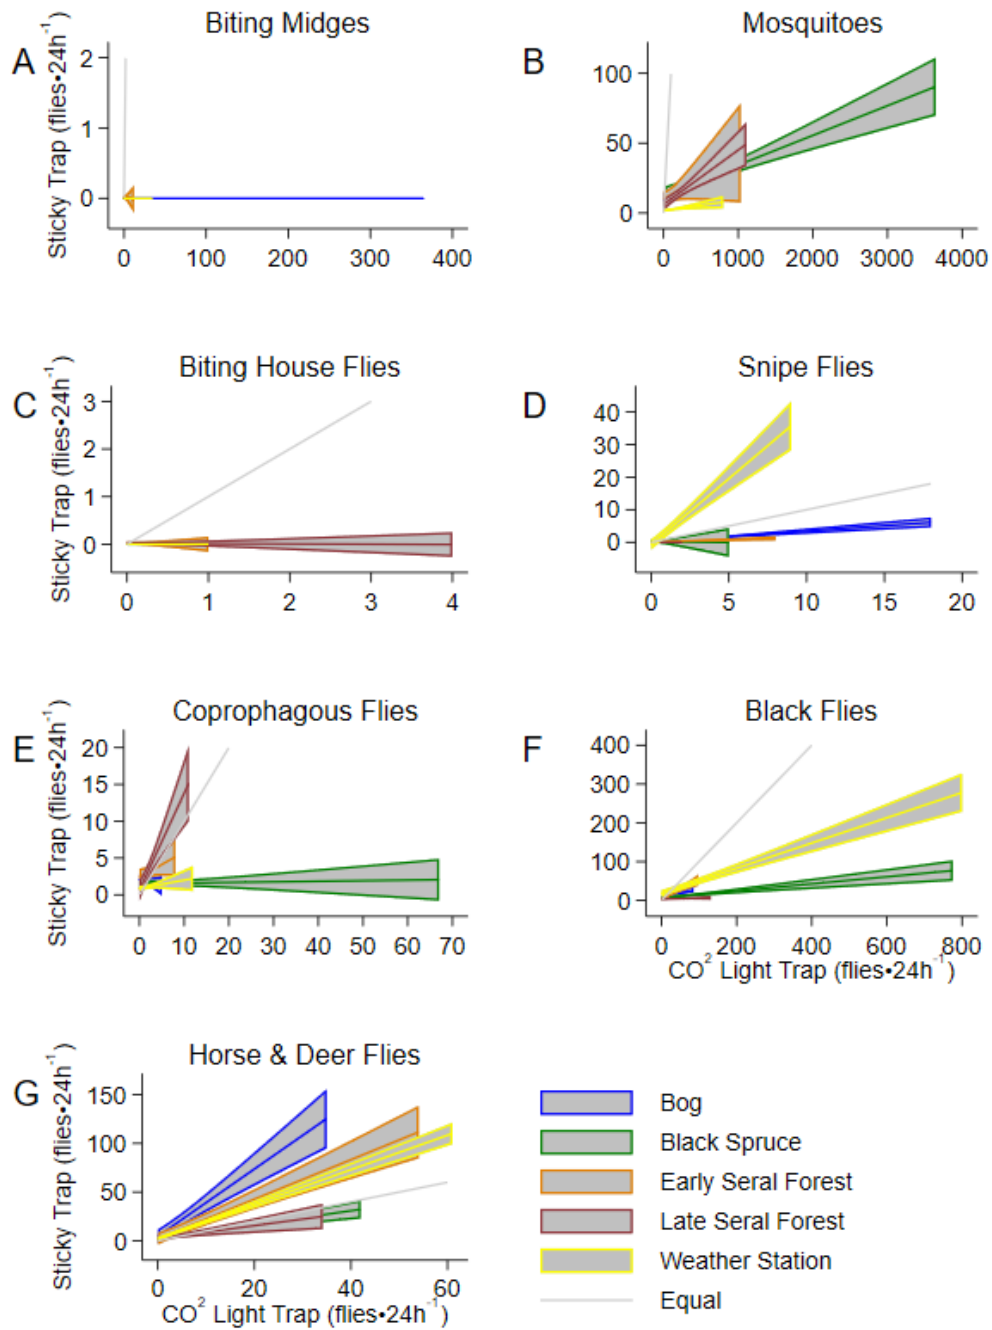 Biting Midges
A
Sticky Trap (flies•24h⁻¹)
2
1
0
0 100 200 300 400
Mosquitoes
B
100
50
0
0 1000 2000 3000 4000
Biting House Flies
C
Sticky Trap (flies•24h⁻¹)
3
2
1
0
0 1 2 3 4
Snipe Flies
D
40
30
20
10
0
0 5 10 15 20
Coprophagous Flies
E
Sticky Trap (flies•24h⁻¹)
20
15
10
5
0
0 10 20 30 40 50 60 70
Black Flies
F
400
300
200
100
0
0 200 400 600 800
CO² Light Trap (flies•24h⁻¹)
Horse & Deer Flies
G
Sticky Trap (flies•24h⁻¹)
150
100
50
0
0 20 40 60
CO² Light Trap (flies•24h⁻¹)
Bog
Black Spruce
Early Seral Forest
Late Seral Forest
Weather Station
Equal